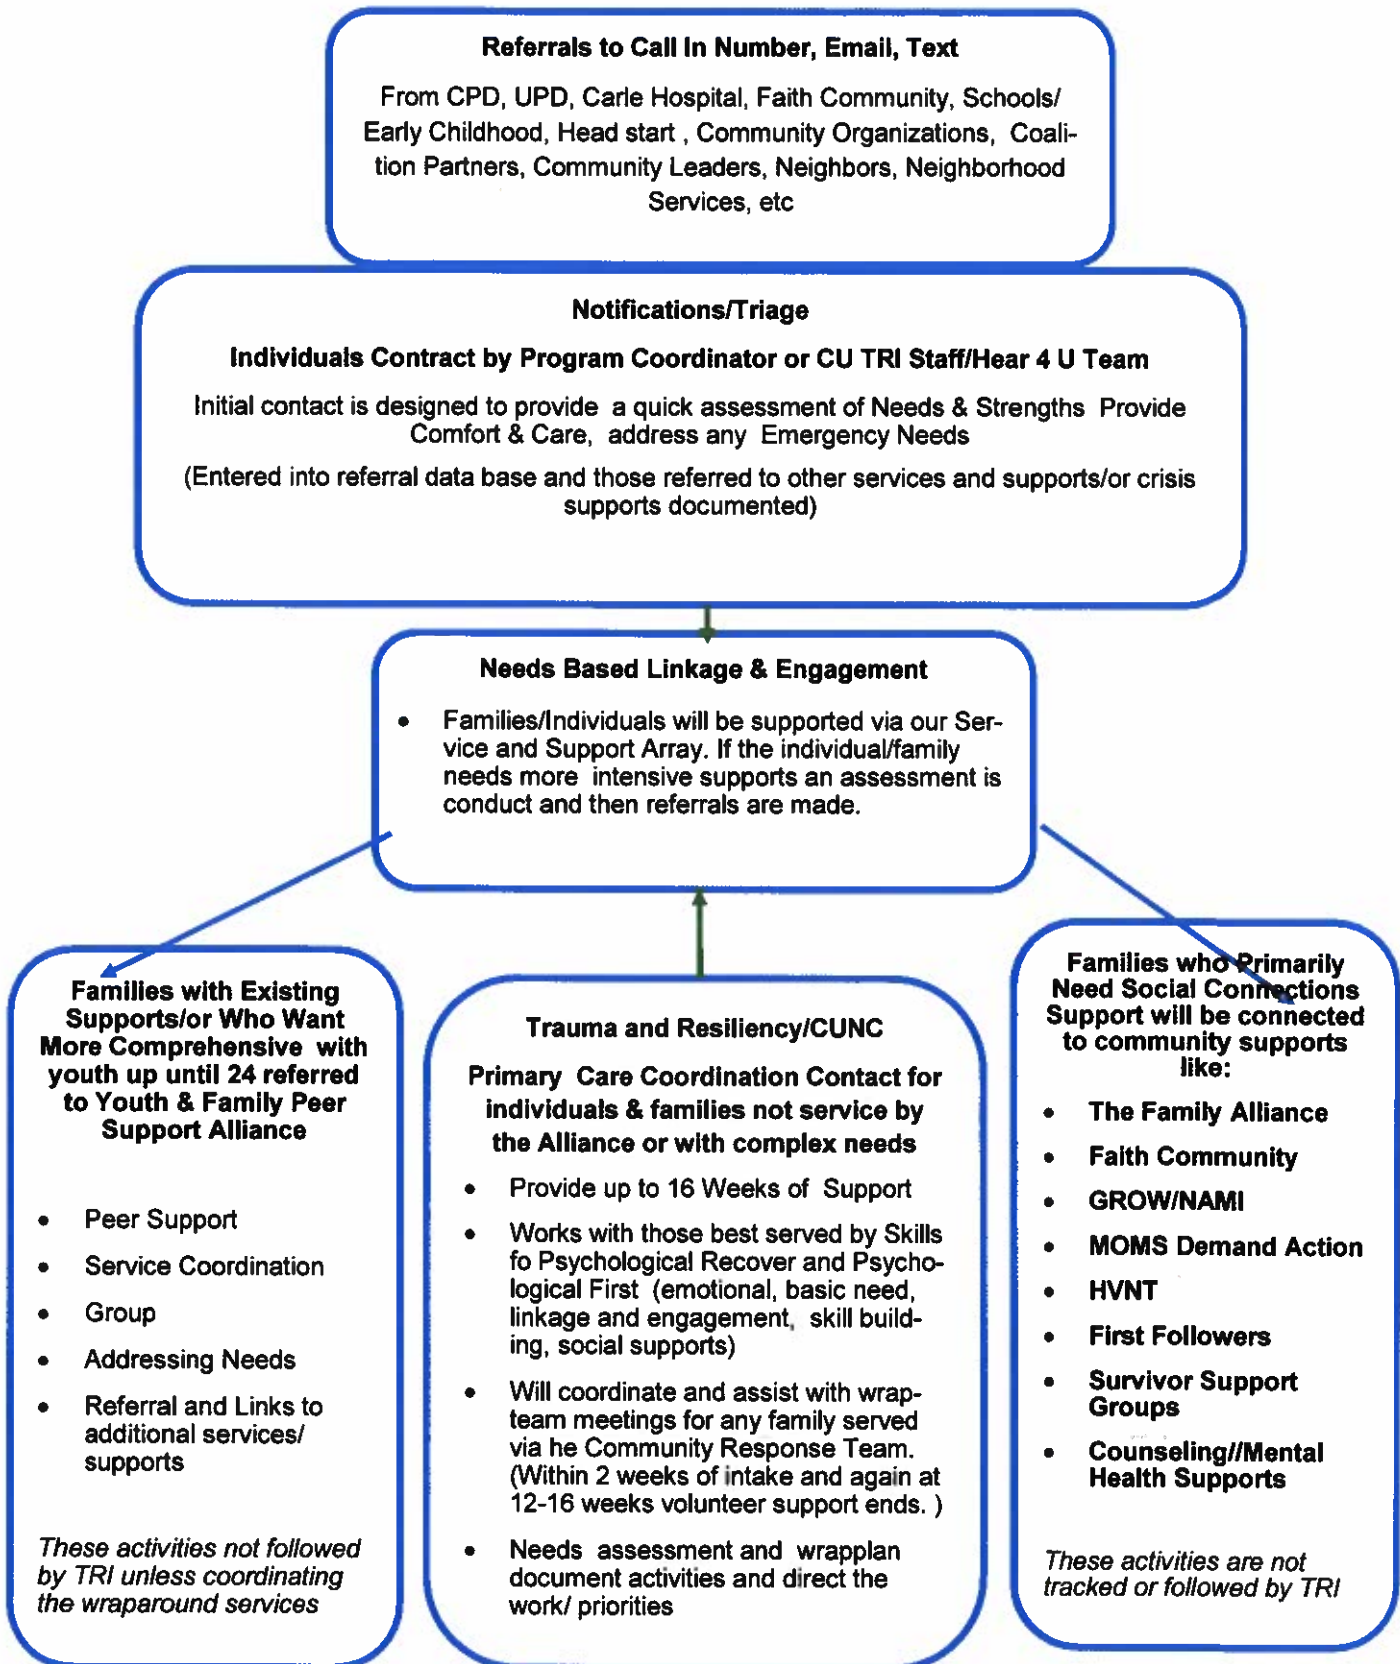 Referrals to Call In Number, Email, Text
From CPD, UPD, Carle Hospital, Faith Community, Schools/
Early Childhood, Head start , Community Organizations, Coali-
tion Partners, Community Leaders, Neighbors, Neighborhood
Services, etc
Notifications/Triage
Individuals Contract by Program Coordinator or CU TRI Staff/Hear 4 U Team
Initial contact is designed to provide a quick assessment of Needs & Strengths Provide
Comfort & Care, address any Emergency Needs
(Entered into referral data base and those referred to other services and supports/or crisis
supports documented)
Needs Based Linkage & Engagement
• Families/Individuals will be supported via our Ser-
vice and Support Array. If the individual/family
needs more intensive supports an assessment is
conduct and then referrals are made.
Families with Existing
Supports/or Who Want
More Comprehensive with
youth up until 24 referred
to Youth & Family Peer
Support Alliance
• Peer Support
• Service Coordination
• Group
• Addressing Needs
• Referral and Links to
additional services/
supports
These activities not followed
by TRI unless coordinating
the wraparound services
Trauma and Resiliency/CUNC
Primary Care Coordination Contact for
individuals & families not service by
the Alliance or with complex needs
• Provide up to 16 Weeks of Support
• Works with those best served by Skills
fo Psychological Recover and Psycho-
logical First (emotional, basic need,
linkage and engagement, skill build-
ing, social supports)
• Will coordinate and assist with wrap-
team meetings for any family served
via he Community Response Team.
(Within 2 weeks of intake and again at
12-16 weeks volunteer support ends. )
• Needs assessment and wrapplan
document activities and direct the
work/ priorities
Families who Primarily
Need Social Connections
Support will be connected
to community supports
like:
• The Family Alliance
• Faith Community
• GROW/NAMI
• MOMS Demand Action
• HVNT
• First Followers
• Survivor Support
Groups
• Counseling//Mental
Health Supports
These activities are not
tracked or followed by TRI